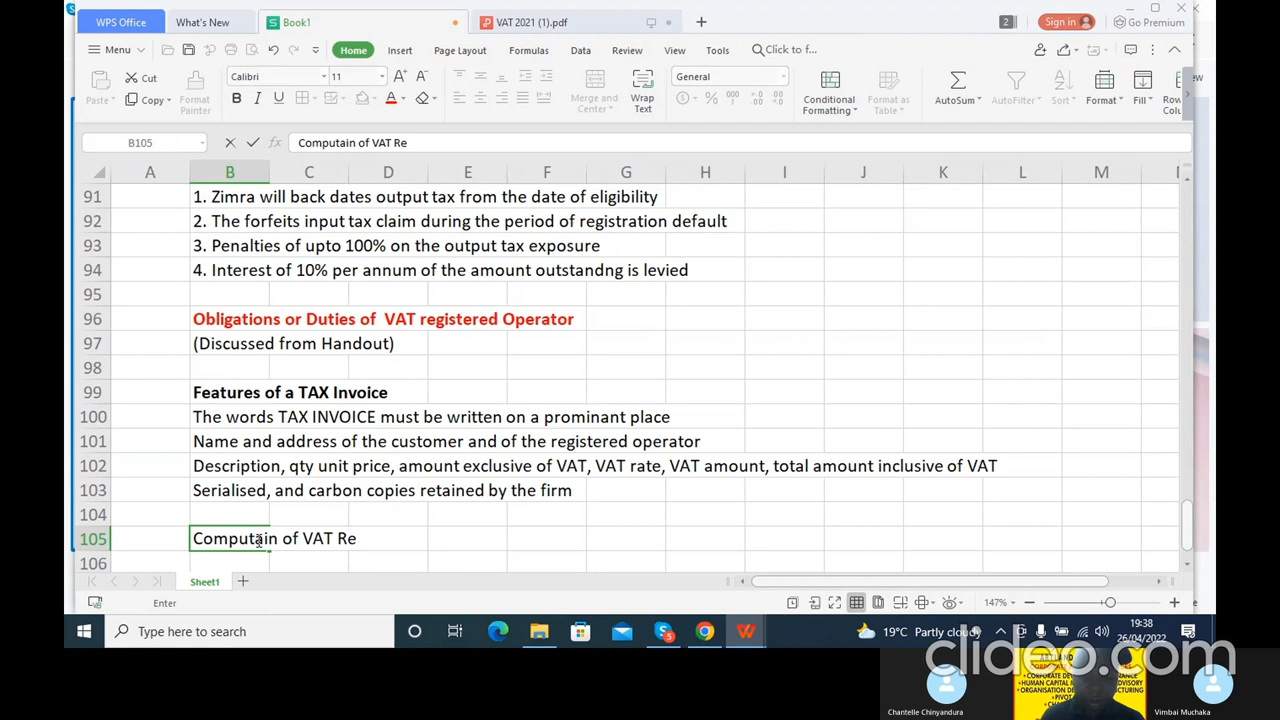 WPS Office What's New Book1 VAT 2021 (1).pdf 2 Sign in Go Premium
Menu Home Insert Page Layout Formulas Data Review View Tools Click to f...
Paste Cut Copy Format Painter Calibri 11 Merge and Center Wrap Text General Conditional Formatting Format as Table AutoSum AutoFilter Sort Format Fill Row Colu
B105 Computain of VAT Re
A B C D E F G H I J K L M
91 1. Zimra will back dates output tax from the date of eligibility
92 2. The forfeits input tax claim during the period of registration default
93 3. Penalties of upto 100% on the output tax exposure
94 4. Interest of 10% per annum of the amount outstandng is levied
95
96 Obligations or Duties of VAT registered Operator
97 (Discussed from Handout)
98
99 Features of a TAX Invoice
100 The words TAX INVOICE must be written on a prominant place
101 Name and address of the customer and of the registered operator
102 Description, qty unit price, amount exclusive of VAT, VAT rate, VAT amount, total amount inclusive of VAT
103 Serialised, and carbon copies retained by the firm
104
105 Computain of VAT Re
106
Sheet1
Enter 147%
Type here to search 19°C Partly cloudy 19:38
26/04/2022
clideo.com
Chantelle Chinyandura Vimbai Muchaka